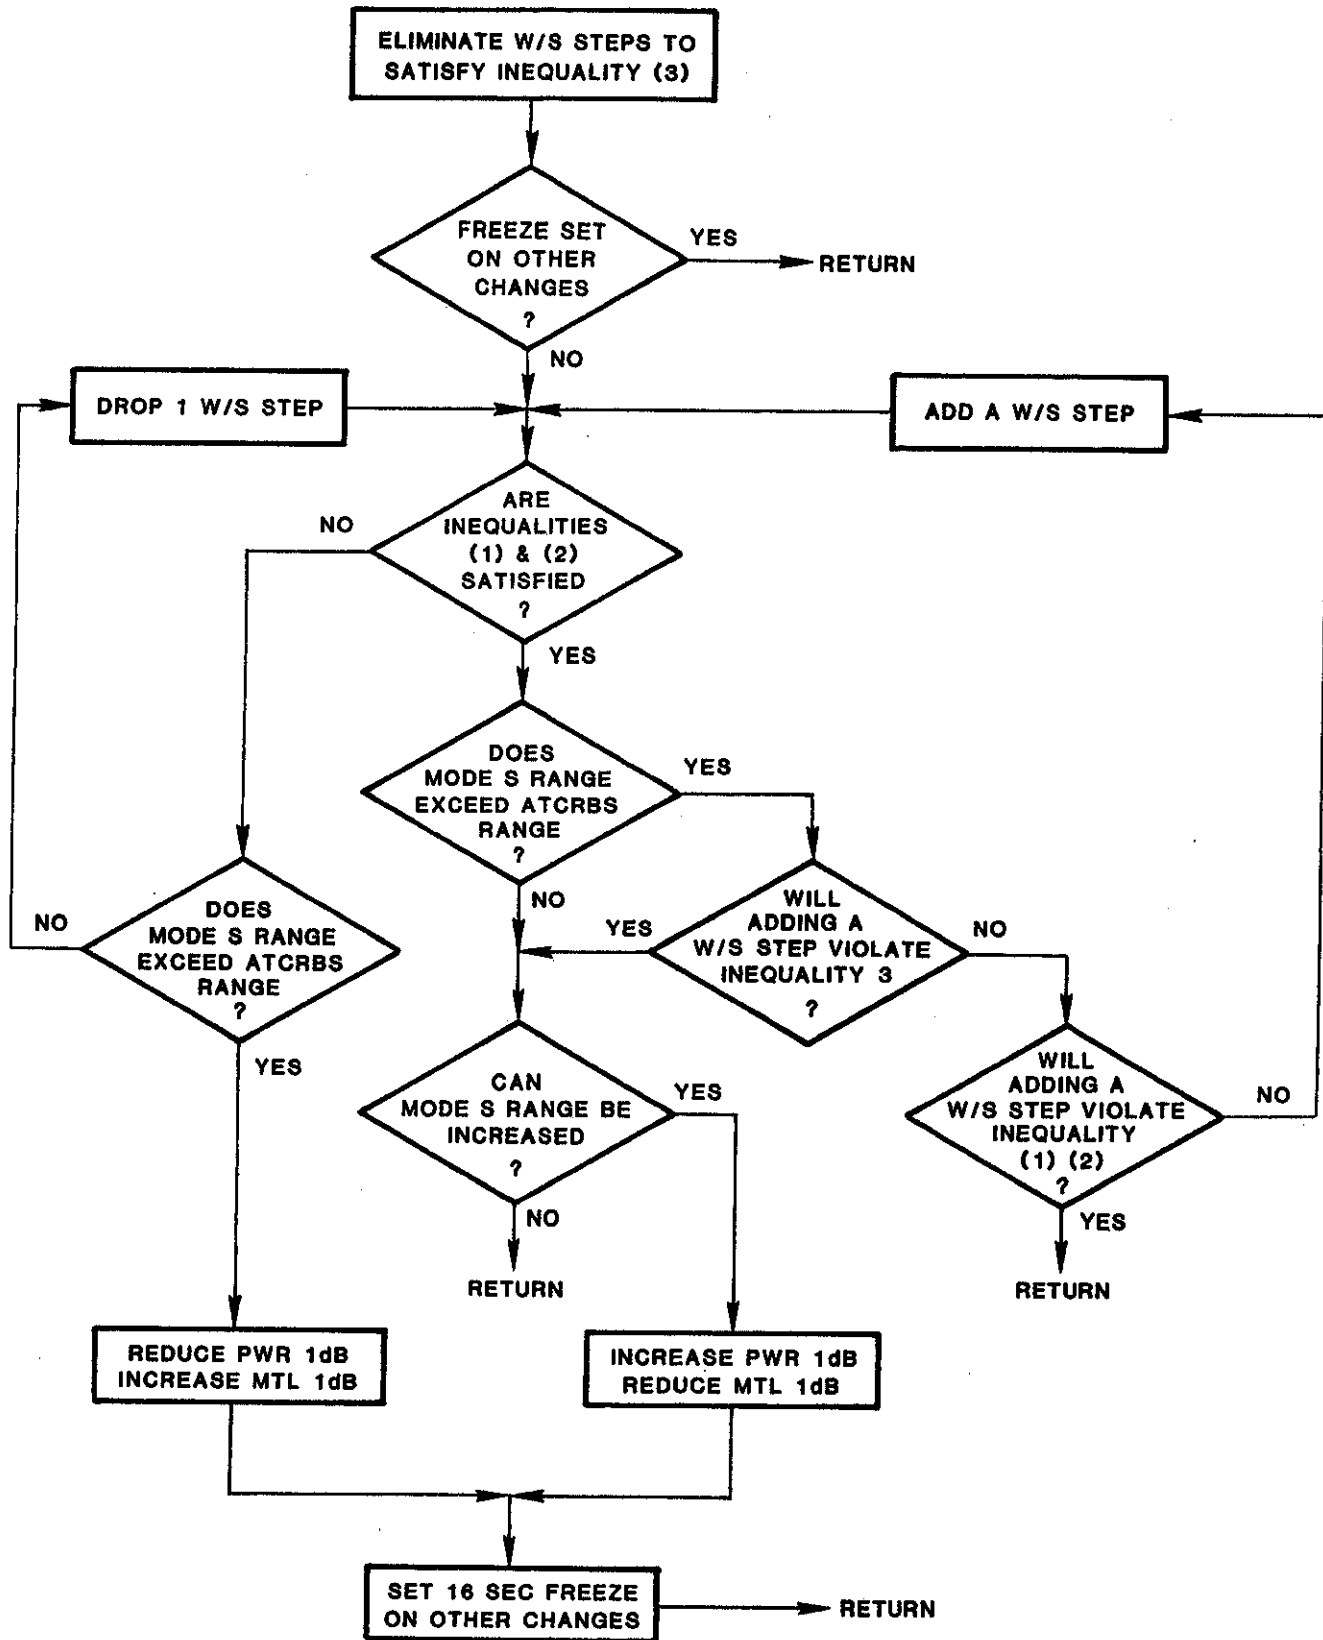 ELIMINATE W/S STEPS TO
SATISFY INEQUALITY (3)
FREEZE SET
ON OTHER
CHANGES
?
YES
RETURN
NO
DROP 1 W/S STEP
ADD A W/S STEP
ARE
INEQUALITIES
(1) & (2)
SATISFIED
?
NO
YES
DOES
MODE S RANGE
EXCEED ATCRBS
RANGE
?
YES
NO
DOES
MODE S RANGE
EXCEED ATCRBS
RANGE
?
NO
YES
WILL
ADDING A
W/S STEP VIOLATE
INEQUALITY 3
?
YES
NO
CAN
MODE S RANGE BE
INCREASED
?
YES
NO
RETURN
WILL
ADDING A
W/S STEP VIOLATE
INEQUALITY
(1) (2)
?
NO
YES
RETURN
REDUCE PWR 1dB
INCREASE MTL 1dB
INCREASE PWR 1dB
REDUCE MTL 1dB
SET 16 SEC FREEZE
ON OTHER CHANGES
RETURN